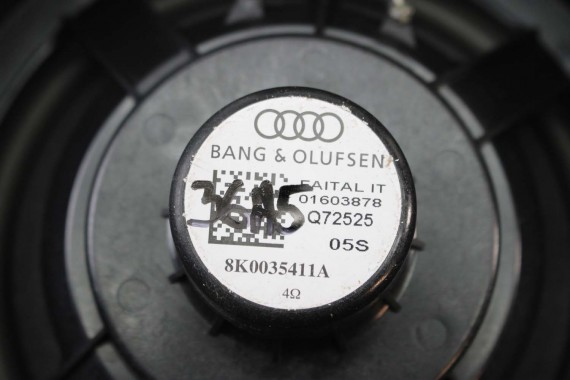 BANG & OLUFSEN
FAITAL IT
01603878
Q72525
05S
8K0035411A
4Ω